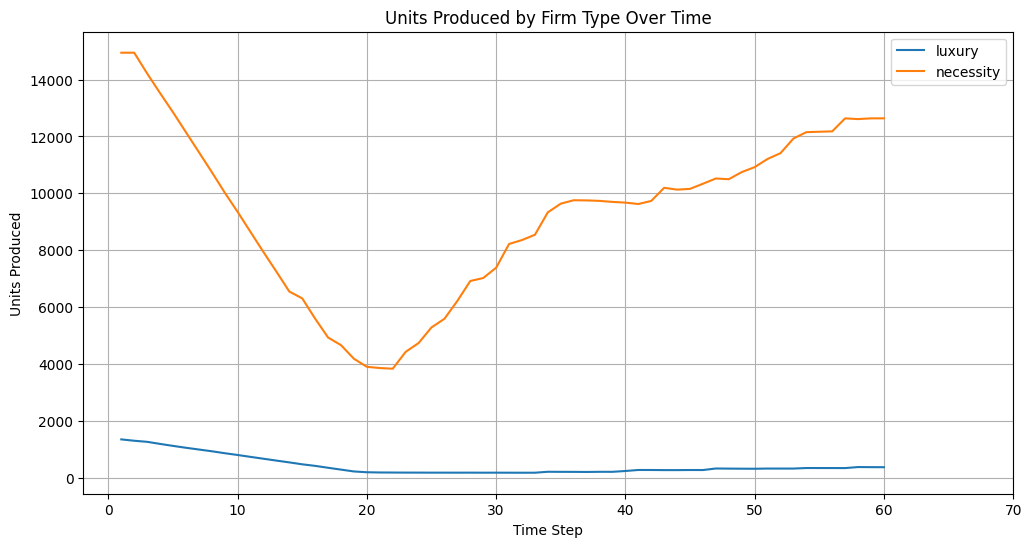 Units Produced by Firm Type Over Time
luxury
necessity
Units Produced
14000
12000
10000
8000
6000
4000
2000
0
0 10 20 30 40 50 60 70
Time Step